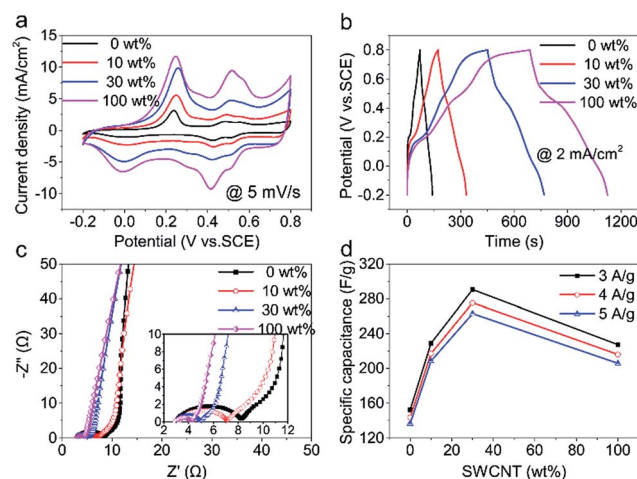 a
15
10
5
0
-5
-10
Current density (mA/cm²)
0 wt%
10 wt%
30 wt%
100 wt%
@ 5 mV/s
-0.2 0.0 0.2 0.4 0.6 0.8
Potential (V vs.SCE)
b
1.2
0.8
0.4
0.0
-0.2
Potential (V vs.SCE)
0 wt%
10 wt%
30 wt%
100 wt%
@ 2 mA/cm²
0 300 600 900 1200
Time (s)
c
50
40
30
20
10
0
-Z" (Ω)
0 wt%
10 wt%
30 wt%
100 wt%
10
8
6
4
2
0
2 4 6 8 10 12
0 10 20 30 40 50
Z' (Ω)
d
360
320
280
240
200
160
120
Specific capacitance (F/g)
3 A/g
4 A/g
5 A/g
0 20 40 60 80 100
SWCNT (wt%)